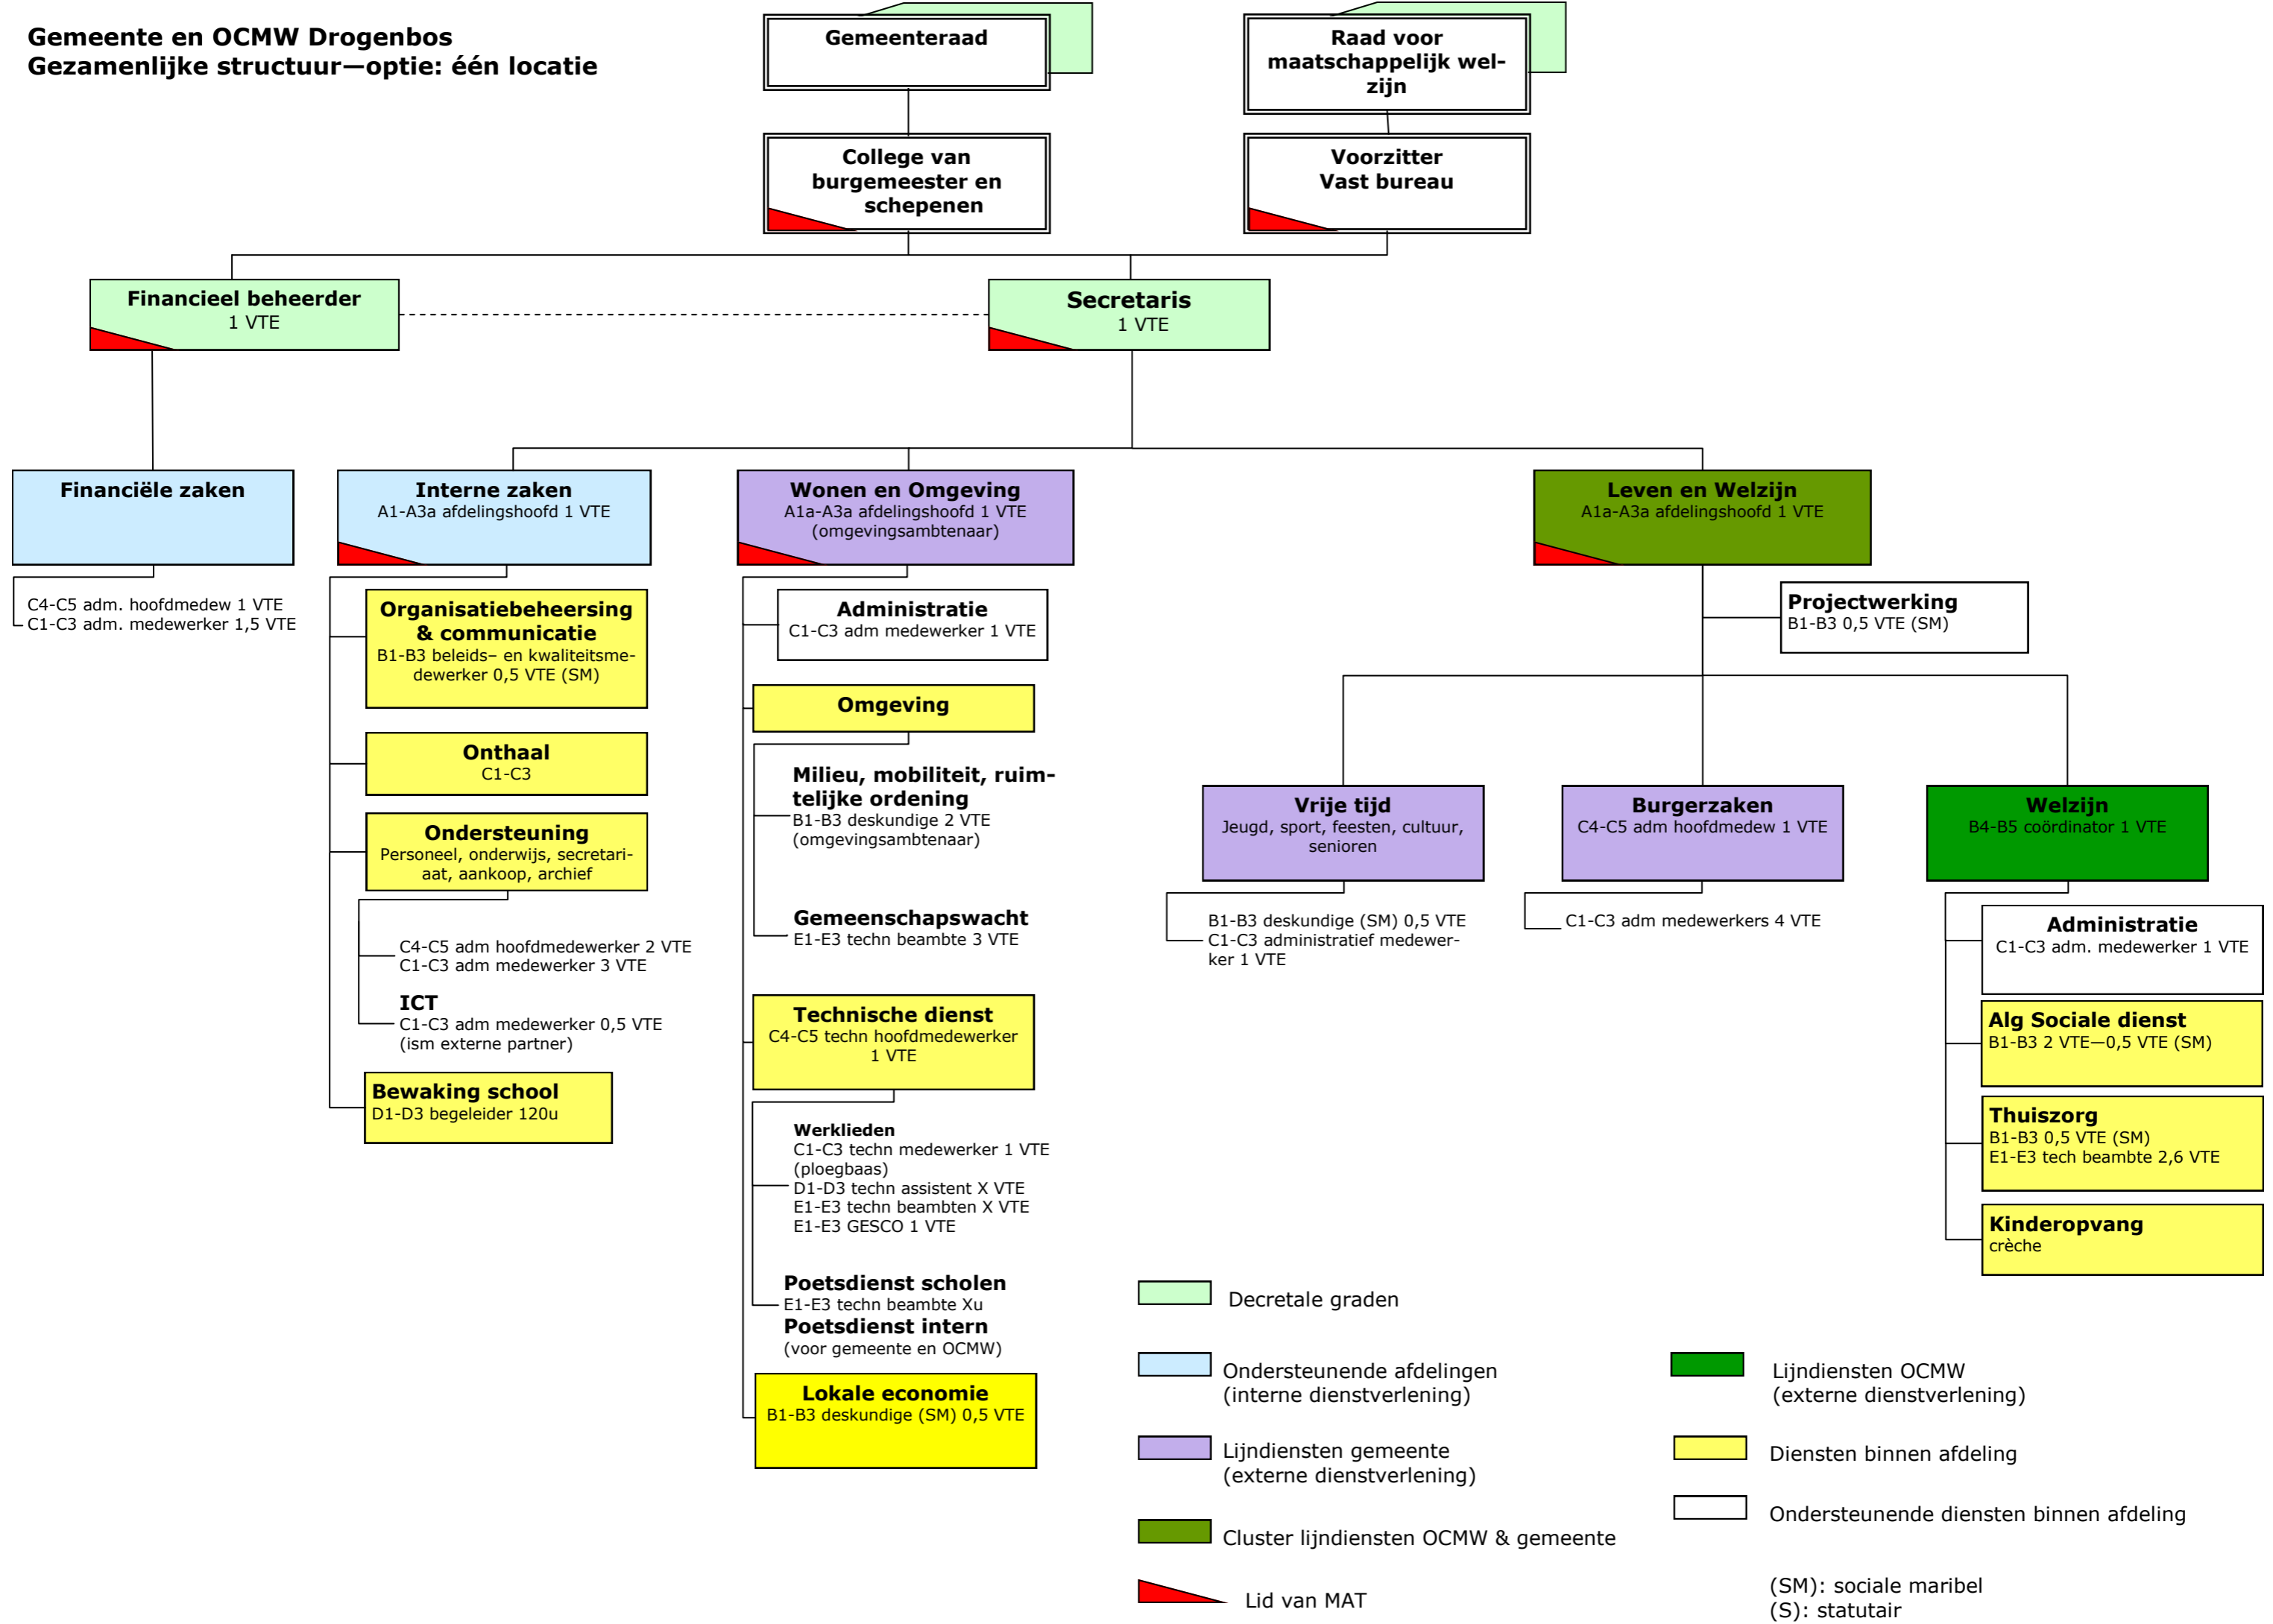 Gemeente en OCMW Drogenbos
Gezamenlijke structuur—optie: één locatie
Gemeenteraad
Raad voor
maatschappelijk wel-
zijn
College van
burgemeester en
schepenen
Voorzitter
Vast bureau
Financieel beheerder
1 VTE
Secretaris
1 VTE
Financiële zaken
C4-C5 adm. hoofdmedew 1 VTE
C1-C3 adm. medewerker 1,5 VTE
Interne zaken
A1-A3a afdelingshoofd 1 VTE
Organisatiebeheersing
& communicatie
B1-B3 beleids– en kwaliteitsme-
dewerker 0,5 VTE (SM)
Onthaal
C1-C3
Ondersteuning
Personeel, onderwijs, secretari-
aat, aankoop, archief
C4-C5 adm hoofdmedewerker 2 VTE
C1-C3 adm medewerker 3 VTE
ICT
C1-C3 adm medewerker 0,5 VTE
(ism externe partner)
Bewaking school
D1-D3 begeleider 120u
Wonen en Omgeving
A1a-A3a afdelingshoofd 1 VTE
(omgevingsambtenaar)
Administratie
C1-C3 adm medewerker 1 VTE
Omgeving
Milieu, mobiliteit, ruim-
telijke ordening
B1-B3 deskundige 2 VTE
(omgevingsambtenaar)
Gemeenschapswacht
E1-E3 techn beambte 3 VTE
Technische dienst
C4-C5 techn hoofdmedewerker
1 VTE
Werklieden
C1-C3 techn medewerker 1 VTE
(ploegbaas)
D1-D3 techn assistent X VTE
E1-E3 techn beambten X VTE
E1-E3 GESCO 1 VTE
Poetsdienst scholen
E1-E3 techn beambte Xu
Poetsdienst intern
(voor gemeente en OCMW)
Lokale economie
B1-B3 deskundige (SM) 0,5 VTE
Leven en Welzijn
A1a-A3a afdelingshoofd 1 VTE
Projectwerking
B1-B3 0,5 VTE (SM)
Vrije tijd
Jeugd, sport, feesten, cultuur,
senioren
B1-B3 deskundige (SM) 0,5 VTE
C1-C3 administratief medewer-
ker 1 VTE
Burgerzaken
C4-C5 adm hoofdmedew 1 VTE
C1-C3 adm medewerkers 4 VTE
Welzijn
B4-B5 coördinator 1 VTE
Administratie
C1-C3 adm. medewerker 1 VTE
Alg Sociale dienst
B1-B3 2 VTE—0,5 VTE (SM)
Thuiszorg
B1-B3 0,5 VTE (SM)
E1-E3 tech beambte 2,6 VTE
Kinderopvang
crèche
Decretale graden
Ondersteunende afdelingen
(interne dienstverlening)
Lijndiensten gemeente
(externe dienstverlening)
Cluster lijndiensten OCMW & gemeente
Lid van MAT
Lijndiensten OCMW
(externe dienstverlening)
Diensten binnen afdeling
Ondersteunende diensten binnen afdeling
(SM): sociale maribel
(S): statutair